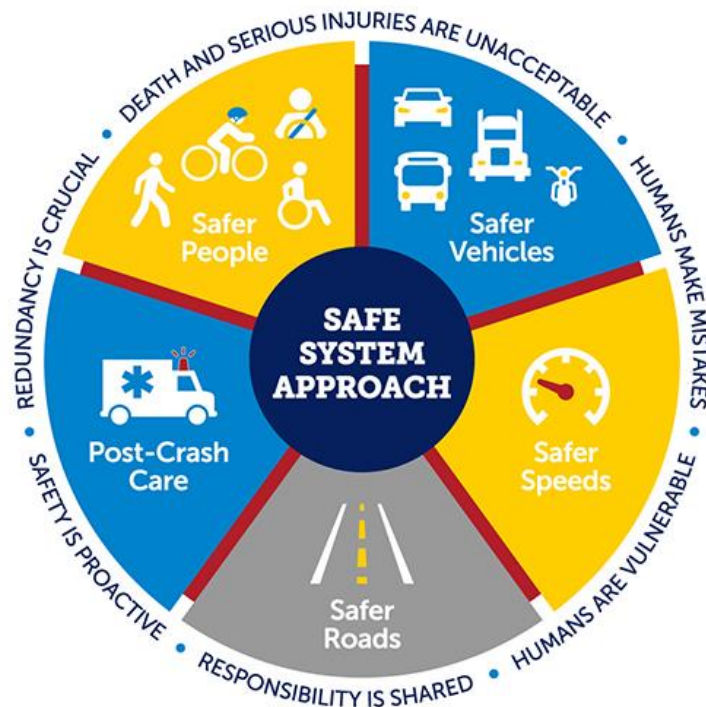 DEATH AND SERIOUS INJURIES ARE UNACCEPTABLE
HUMANS MAKE MISTAKES
HUMANS ARE VULNERABLE
RESPONSIBILITY IS SHARED
SAFETY IS PROACTIVE
REDUNDANCY IS CRUCIAL
Safer
People
Safer
Vehicles
SAFE
SYSTEM
APPROACH
Post-Crash
Care
Safer
Speeds
Safer
Roads